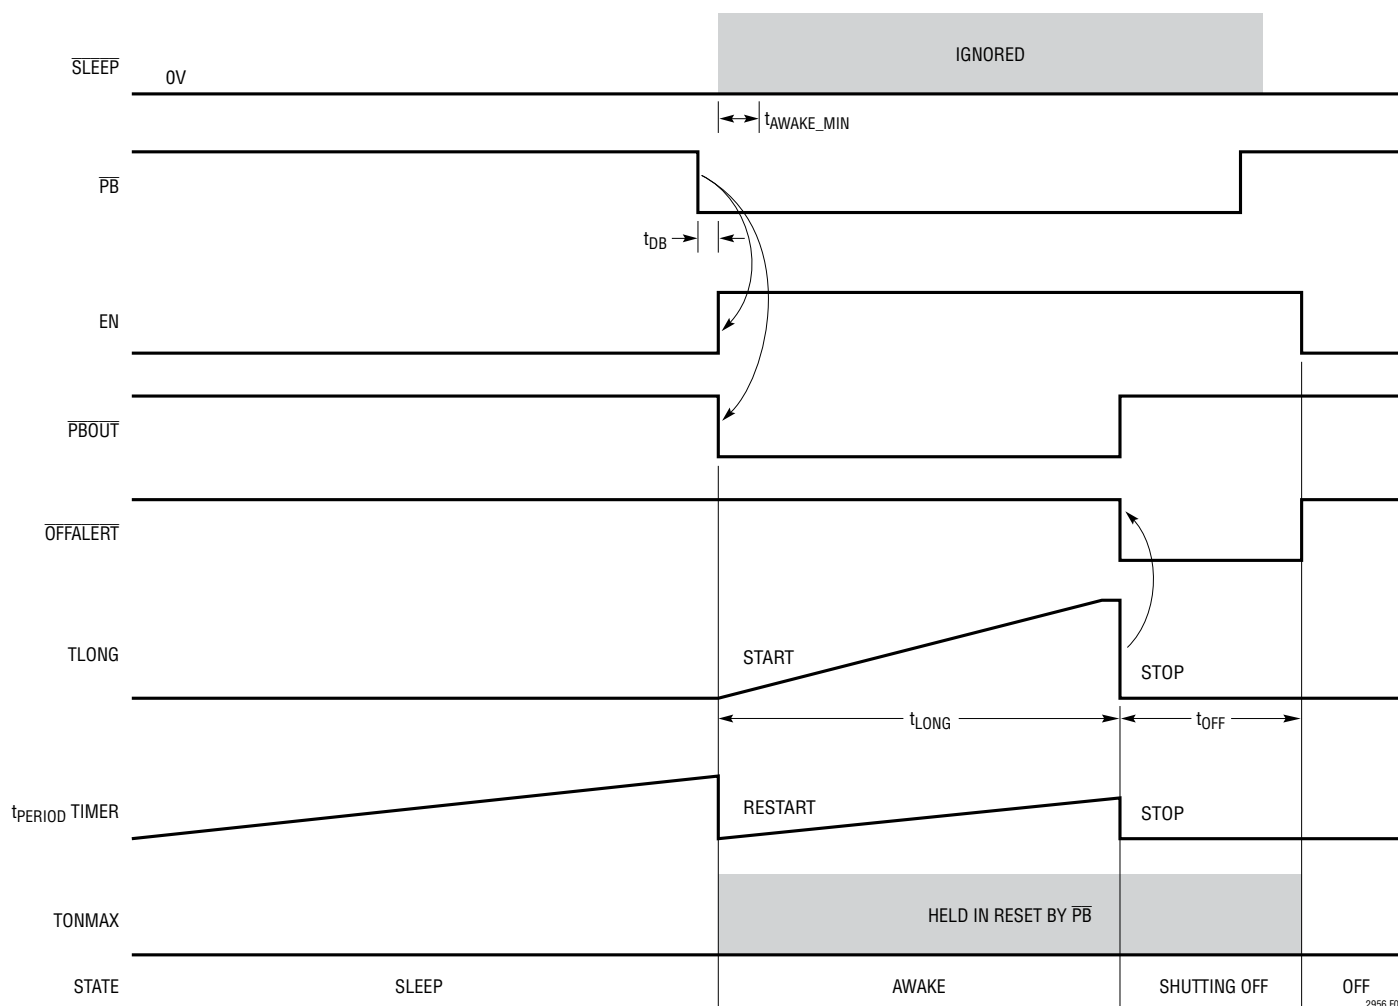 SLEEP
0V
IGNORED
tAWAKE_MIN
PB
tDB
EN
PBOUT
OFFALERT
TLONG
START
STOP
tLONG
tOFF
tPERIOD TIMER
RESTART
STOP
TONMAX
HELD IN RESET BY PB
STATE
SLEEP
AWAKE
SHUTTING OFF
OFF
2956